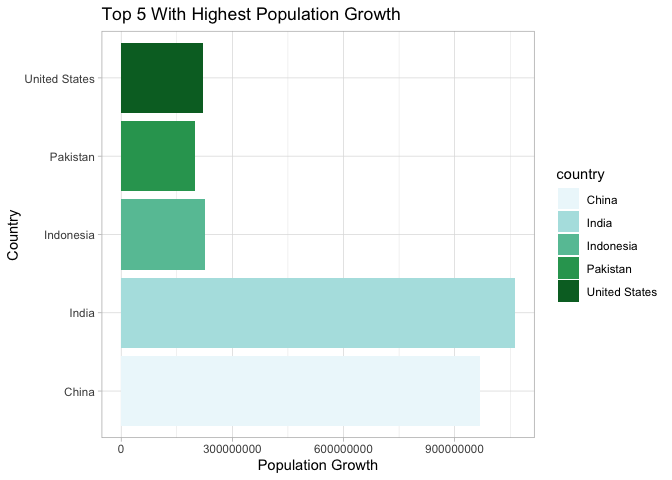 Top 5 With Highest Population Growth
United States
Pakistan
Indonesia
India
China
Country
0 300000000 600000000 900000000
Population Growth
country
China
India
Indonesia
Pakistan
United States